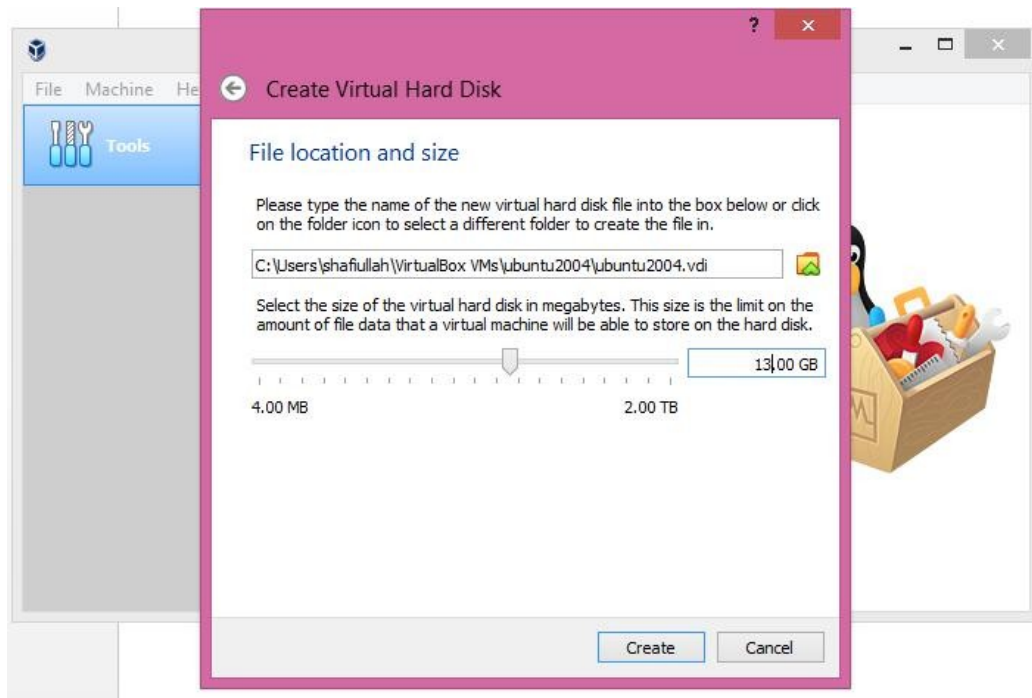 ?
File Machine He
Create Virtual Hard Disk
Tools
File location and size
Please type the name of the new virtual hard disk file into the box below or click
on the folder icon to select a different folder to create the file in.
C:\Users\shafiullah\VirtualBox VMs\ubuntu2004\ubuntu2004.vdi
Select the size of the virtual hard disk in megabytes. This size is the limit on the
amount of file data that a virtual machine will be able to store on the hard disk.
13.00 GB
4.00 MB 2.00 TB
Create Cancel